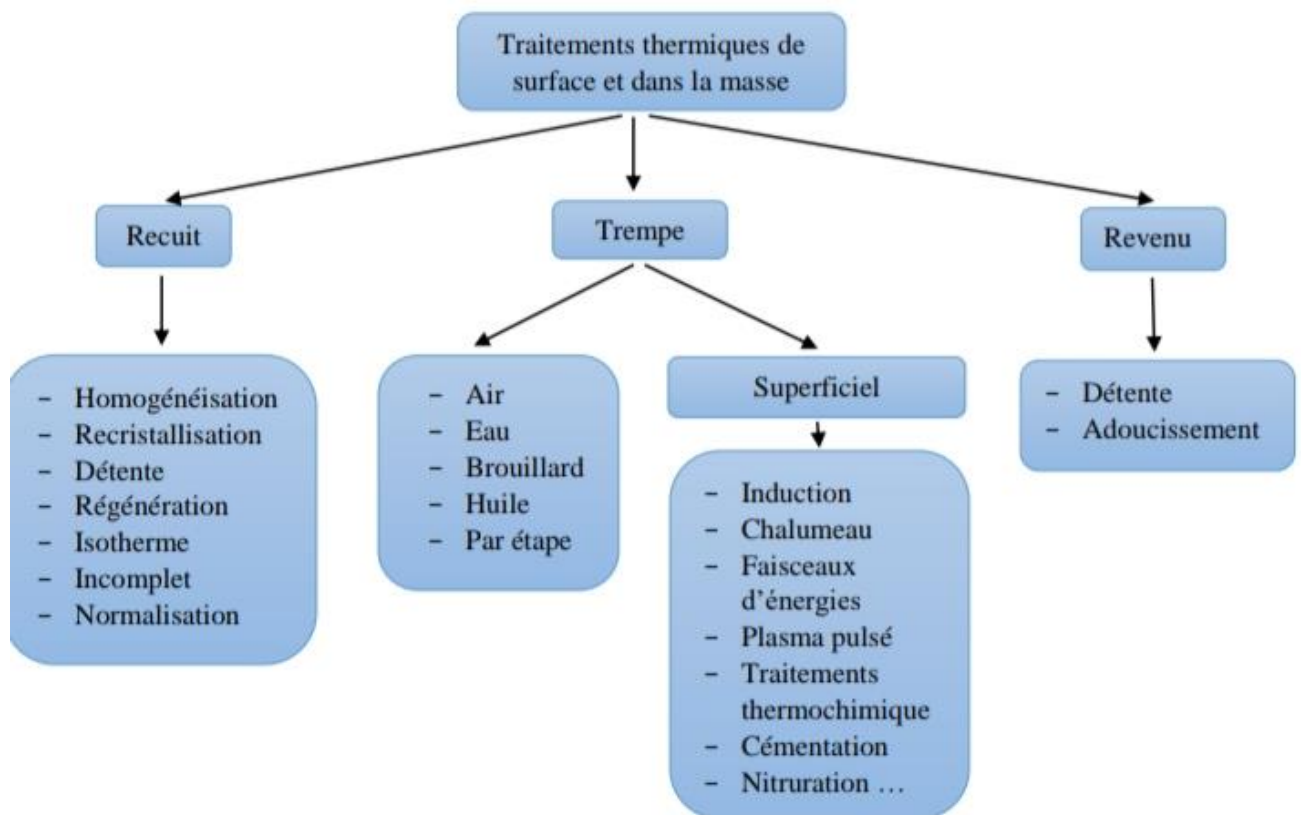 Traitements thermiques de
surface et dans la masse
Recuit
Trempe
Revenu
- Homogénéisation
- Recristallisation
- Détente
- Régénération
- Isotherme
- Incomplet
- Normalisation
- Air
- Eau
- Brouillard
- Huile
- Par étape
Superficiel
- Induction
- Chalumeau
- Faisceaux
d’énergies
- Plasma pulsé
- Traitements
thermochimique
- Cémentation
- Nitruration …
- Détente
- Adoucissement